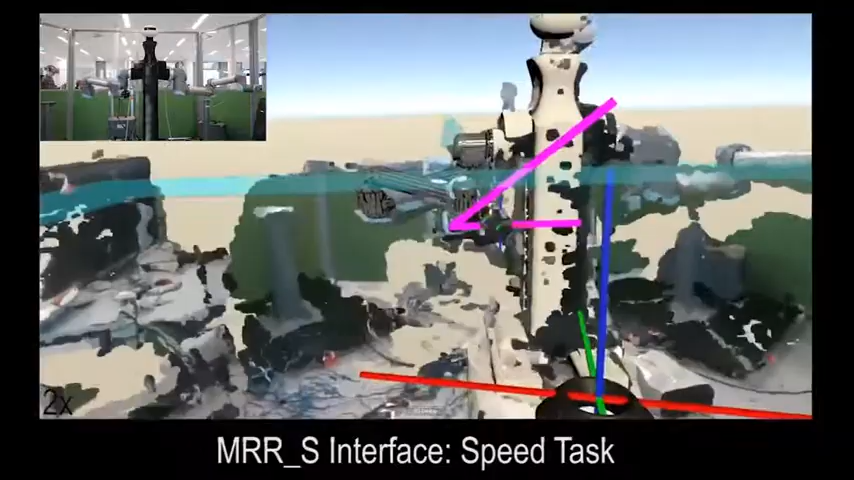 2x
MRR_S Interface: Speed Task